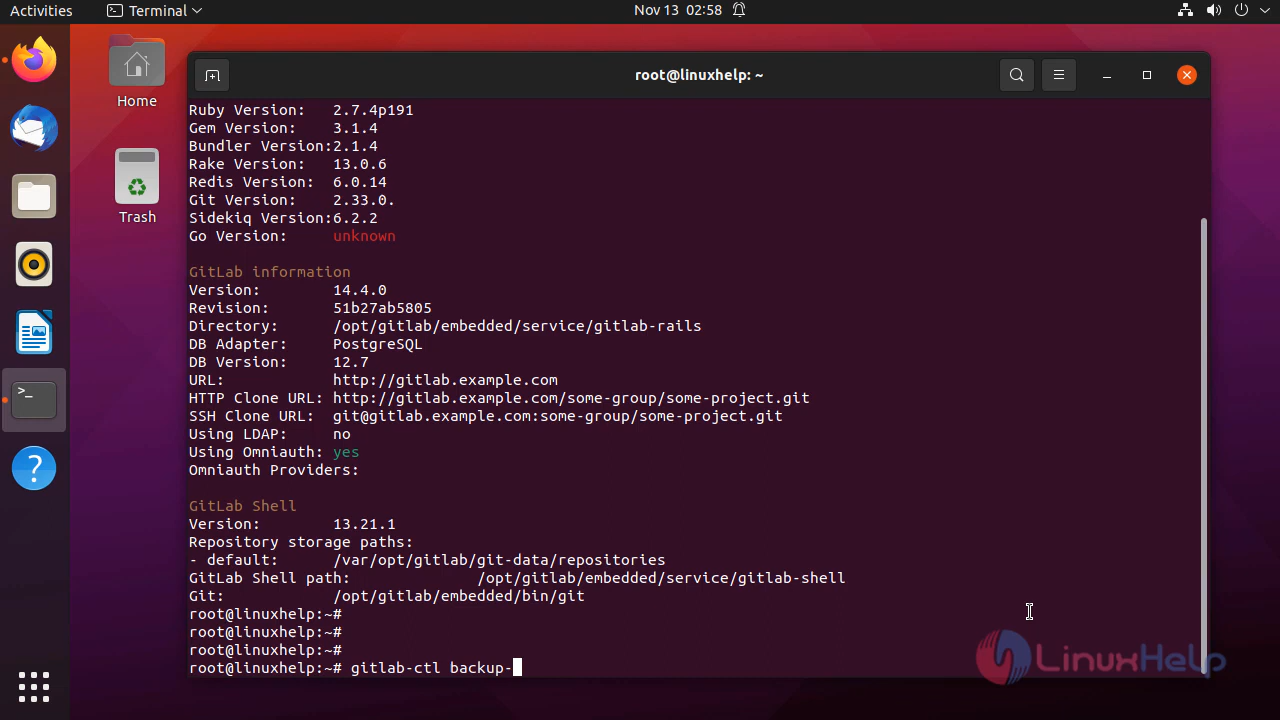 Activities Terminal Nov 13 02:58
Home
Trash
root@linuxhelp: ~
Ruby Version: 2.7.4p191
Gem Version: 3.1.4
Bundler Version:2.1.4
Rake Version: 13.0.6
Redis Version: 6.0.14
Git Version: 2.33.0.
Sidekiq Version:6.2.2
Go Version: unknown
GitLab information
Version: 14.4.0
Revision: 51b27ab5805
Directory: /opt/gitlab/embedded/service/gitlab-rails
DB Adapter: PostgreSQL
DB Version: 12.7
URL: http://gitlab.example.com
HTTP Clone URL: http://gitlab.example.com/some-group/some-project.git
SSH Clone URL: git@gitlab.example.com:some-group/some-project.git
Using LDAP: no
Using Omniauth: yes
Omniauth Providers:
GitLab Shell
Version: 13.21.1
Repository storage paths:
- default: /var/opt/gitlab/git-data/repositories
GitLab Shell path: /opt/gitlab/embedded/service/gitlab-shell
Git: /opt/gitlab/embedded/bin/git
root@linuxhelp:~#
root@linuxhelp:~#
root@linuxhelp:~#
root@linuxhelp:~# gitlab-ctl backup-
LinuxHelp